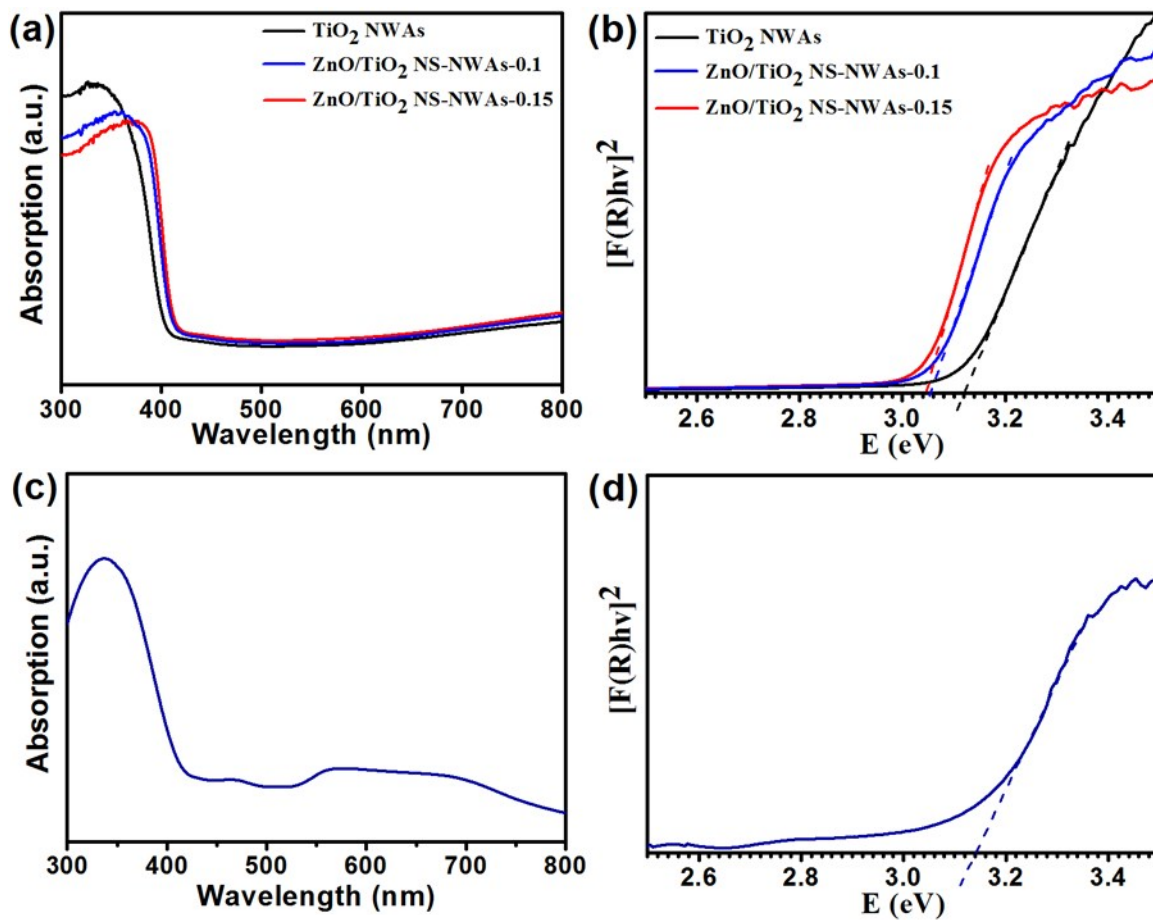 (a)
TiO2 NWAs
ZnO/TiO2 NS-NWAs-0.1
ZnO/TiO2 NS-NWAs-0.15
Absorption (a.u.)
300 400 500 600 700 800
Wavelength (nm)
(b)
TiO2 NWAs
ZnO/TiO2 NS-NWAs-0.1
ZnO/TiO2 NS-NWAs-0.15
[F(R)hv]2
2.6 2.8 3.0 3.2 3.4
E (eV)
(c)
Absorption (a.u.)
300 400 500 600 700 800
Wavelength (nm)
(d)
[F(R)hv]2
2.6 2.8 3.0 3.2 3.4
E (eV)